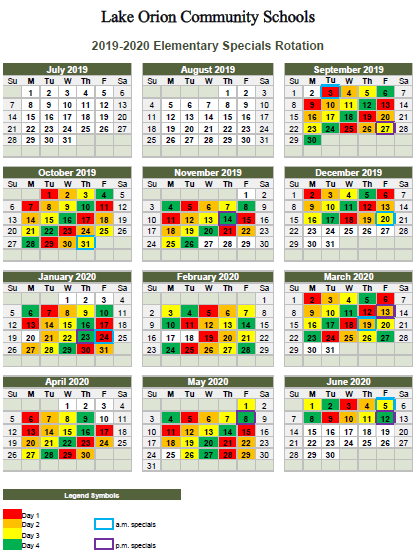 Lake Orion Community Schools
2019-2020 Elementary Specials Rotation
July 2019
Su M Tu W Th F Sa
1 2 3 4 5 6
7 8 9 10 11 12 13
14 15 16 17 18 19 20
21 22 23 24 25 26 27
28 29 30 31
August 2019
Su M Tu W Th F Sa
1 2 3
4 5 6 7 8 9 10
11 12 13 14 15 16 17
18 19 20 21 22 23 24
25 26 27 28 29 30 31
September 2019
Su M Tu W Th F Sa
1 2 3 4 5 6 7
8 9 10 11 12 13 14
15 16 17 18 19 20 21
22 23 24 25 26 27 28
29 30
October 2019
Su M Tu W Th F Sa
1 2 3 4 5
6 7 8 9 10 11 12
13 14 15 16 17 18 19
20 21 22 23 24 25 26
27 28 29 30 31
November 2019
Su M Tu W Th F Sa
1 2
3 4 5 6 7 8 9
10 11 12 13 14 15 16
17 18 19 20 21 22 23
24 25 26 27 28 29 30
December 2019
Su M Tu W Th F Sa
1 2 3 4 5 6 7
8 9 10 11 12 13 14
15 16 17 18 19 20 21
22 23 24 25 26 27 28
29 30 31
January 2020
Su M Tu W Th F Sa
1 2 3 4
5 6 7 8 9 10 11
12 13 14 15 16 17 18
19 20 21 22 23 24 25
26 27 28 29 30 31
February 2020
Su M Tu W Th F Sa
1
2 3 4 5 6 7 8
9 10 11 12 13 14 15
16 17 18 19 20 21 22
23 24 25 26 27 28 29
March 2020
Su M Tu W Th F Sa
1 2 3 4 5 6 7
8 9 10 11 12 13 14
15 16 17 18 19 20 21
22 23 24 25 26 27 28
29 30 31
April 2020
Su M Tu W Th F Sa
1 2 3 4
5 6 7 8 9 10 11
12 13 14 15 16 17 18
19 20 21 22 23 24 25
26 27 28 29 30
May 2020
Su M Tu W Th F Sa
1 2
3 4 5 6 7 8 9
10 11 12 13 14 15 16
17 18 19 20 21 22 23
24 25 26 27 28 29 30
31
June 2020
Su M Tu W Th F Sa
1 2 3 4 5 6
7 8 9 10 11 12 13
14 15 16 17 18 19 20
21 22 23 24 25 26 27
28 29 30
Legend Symbols
Day 1
Day 2 a.m. specials
Day 3
Day 4 p.m. specials